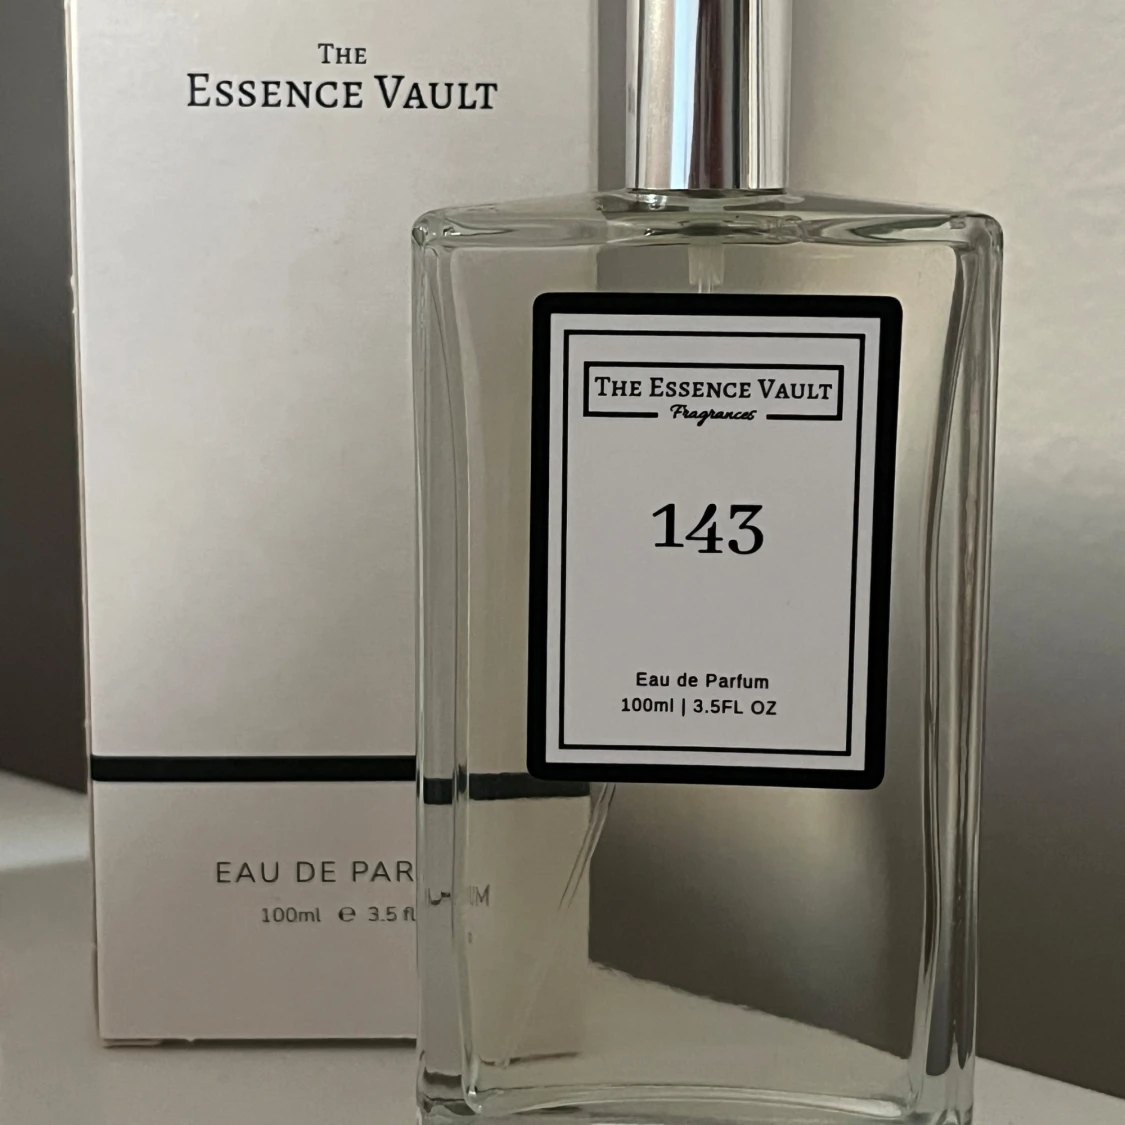 THE
ESSENCE VAULT
EAU DE PAR
100ml ℮ 3.5 fl
THE ESSENCE VAULT
Fragrances
143
Eau de Parfum
100ml | 3.5FL OZ